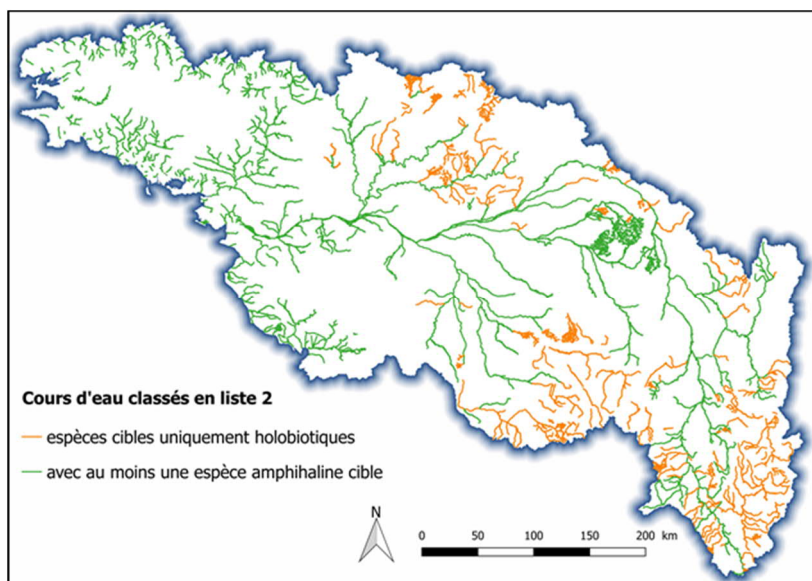 Cours d'eau classés en liste 2
espèces cibles uniquement holobiotiques
avec au moins une espèce amphihaline cible
N
0 50 100 150 200 km